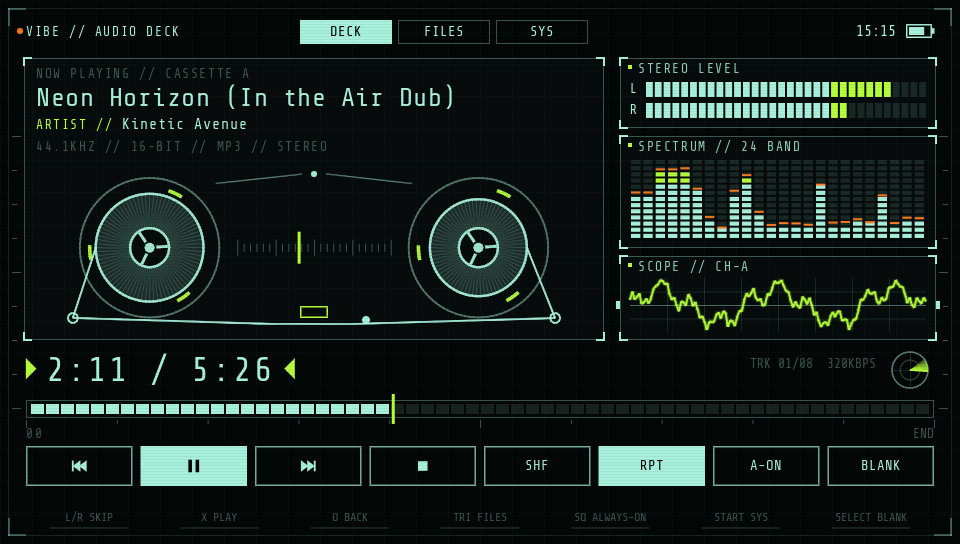 VIBE // AUDIO DECK
DECK
FILES
SYS
15:15
NOW PLAYING // CASSETTE A
Neon Horizon (In the Air Dub)
ARTIST // Kinetic Avenue
44.1KHZ // 16-BIT // MP3 // STEREO
STEREO LEVEL
L
R
SPECTRUM // 24 BAND
SCOPE // CH-A
2:11 / 5:26
TRK 01/08 320KBPS
00
END
SHF
RPT
A-ON
BLANK
L/R SKIP
X PLAY
O BACK
TRI FILES
SQ ALWAYS-ON
START SYS
SELECT BLANK